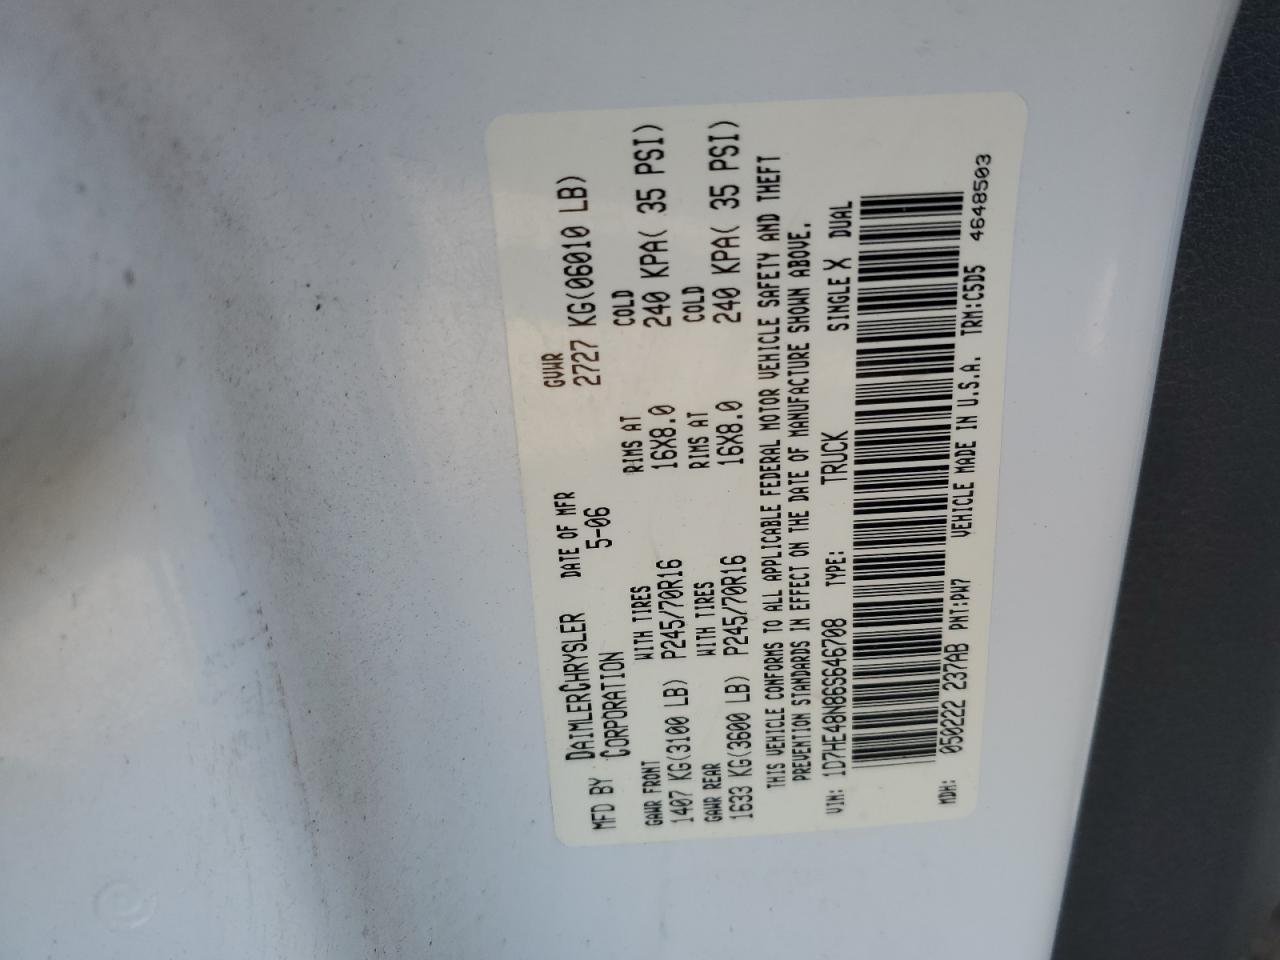 MFD BY DAIMLERCHRYSLER CORPORATION DATE OF MFR 5-06 GVWR 2727 KG(06010 LB)
GAWR FRONT WITH TIRES RIMS AT COLD
1407 KG(3100 LB) P245/70R16 16X8.0 240 KPA( 35 PSI)
GAWR REAR WITH TIRES RIMS AT COLD
1633 KG(3600 LB) P245/70R16 16X8.0 240 KPA( 35 PSI)
THIS VEHICLE CONFORMS TO ALL APPLICABLE FEDERAL MOTOR VEHICLE SAFETY AND THEFT
PREVENTION STANDARDS IN EFFECT ON THE DATE OF MANUFACTURE SHOWN ABOVE.
VIN: 1D7HE48N86S646708 TYPE: TRUCK SINGLE X DUAL
MDH: 050222 237AB PNT:PW7 VEHICLE MADE IN U.S.A. TRM:C5D5 4648503